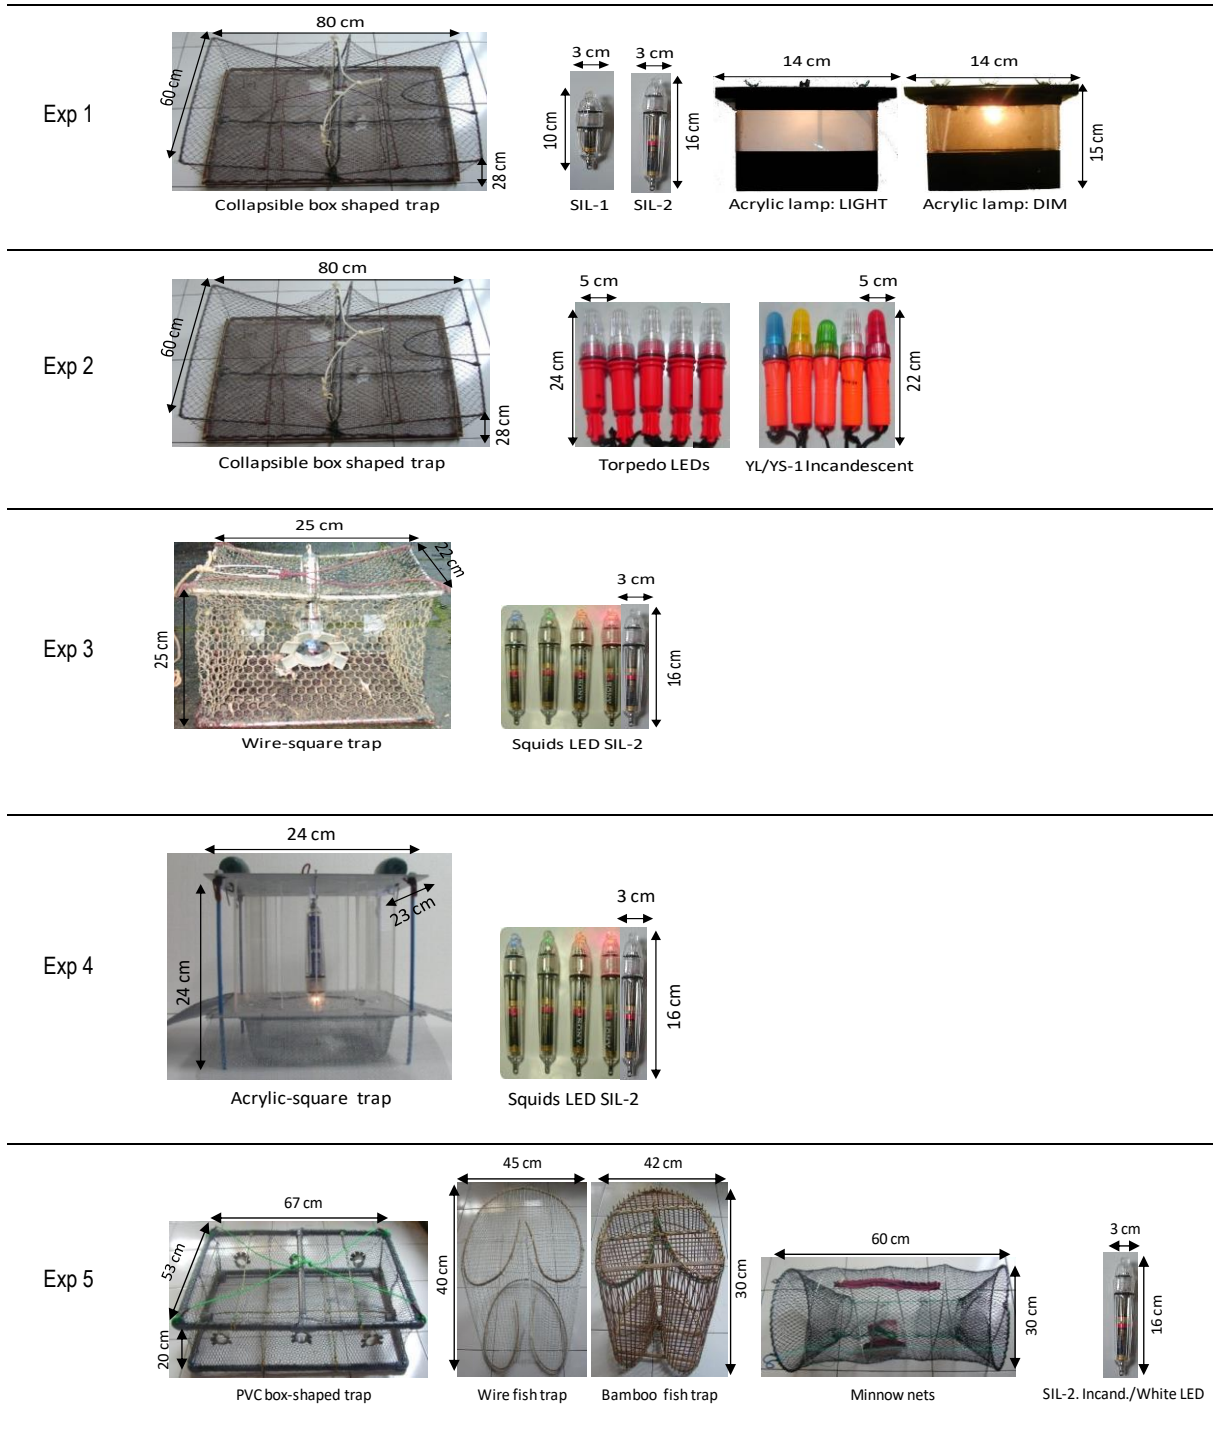 80 cm
3 cm
3 cm
14 cm
14 cm
Exp 1
60 cm
28 cm
10 cm
16 cm
15 cm
Collapsible box shaped trap
SIL-1
SIL-2
Acrylic lamp: LIGHT
Acrylic lamp: DIM
80 cm
5 cm
5 cm
Exp 2
60 cm
28 cm
24 cm
22 cm
Collapsible box shaped trap
Torpedo LEDs
YL/YS-1 Incandescent
25 cm
22 cm
3 cm
Exp 3
25 cm
16 cm
SONY
SONY
Wire-square trap
Squids LED SIL-2
24 cm
23 cm
3 cm
Exp 4
24 cm
16 cm
SONY
SONY
Acrylic-square trap
Squids LED SIL-2
45 cm
42 cm
67 cm
3 cm
60 cm
Exp 5
53 cm
20 cm
40 cm
30 cm
30 cm
16 cm
PVC box-shaped trap
Wire fish trap
Bamboo fish trap
Minnow nets
SIL-2. Incand./White LED